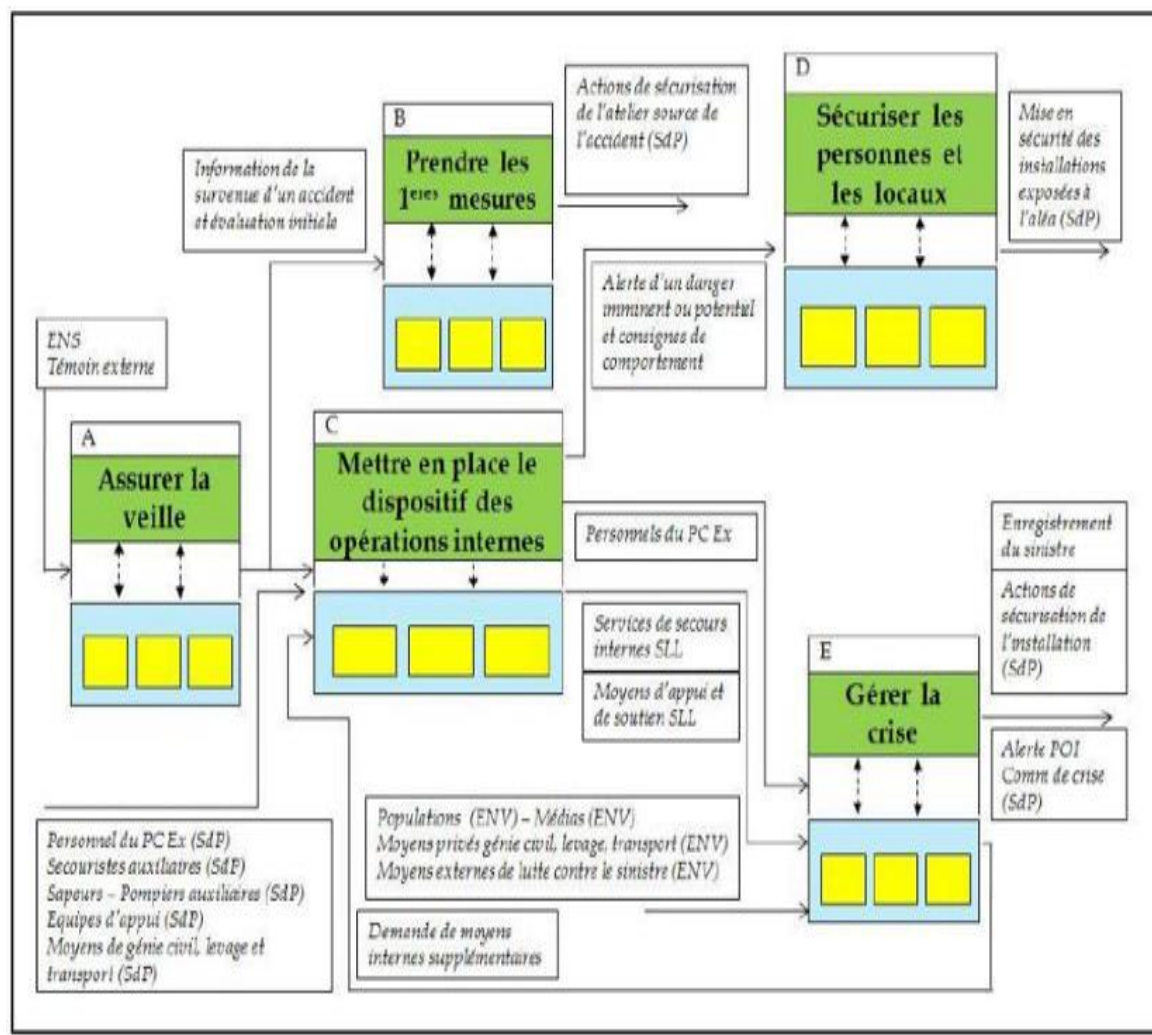 D
Sécuriser les
personnes et
les locaux
Actions de sécurisation
de l'atelier source de
l'accident (SdP)
Mise en
sécurité des
installations
exposées à
l'aléa (SdP)
B
Prendre les
1eres mesures
Information de la
survenue d'un accident
et évaluation initiale
Alerte d'un danger
imminent ou potentiel
et consignes de
comportement
ENS
Témoin externe
A
Assurer la
veille
C
Mettre en place le
dispositif des
opérations internes
Personnels du PC Ex
Enregistrement
du sinistre
Actions de
sécurisation de
l'installation
(SdP)
Services de secours
internes SLL
Moyens d'appui et
de soutien SLL
E
Gérer la
crise
Alerte POI
Comm de crise
(SdP)
Personnel du PC Ex (SdP)
Secouristes auxiliaires (SdP)
Sapeurs – Pompiers auxiliaires (SdP)
Equipes d'appui (SdP)
Moyens de génie civil, levage et
transport (SdP)
Populations (ENV) – Médias (ENV)
Moyens privés génie civil, levage, transport (ENV)
Moyens externes de lutte contre le sinistre (ENV)
Demande de moyens
internes supplémentaires